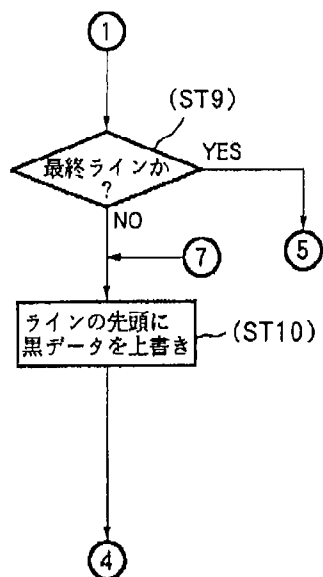 1
(ST9)
最終ラインか
?
YES
NO
5
7
ラインの先頭に
黒データを上書き
(ST10)
4